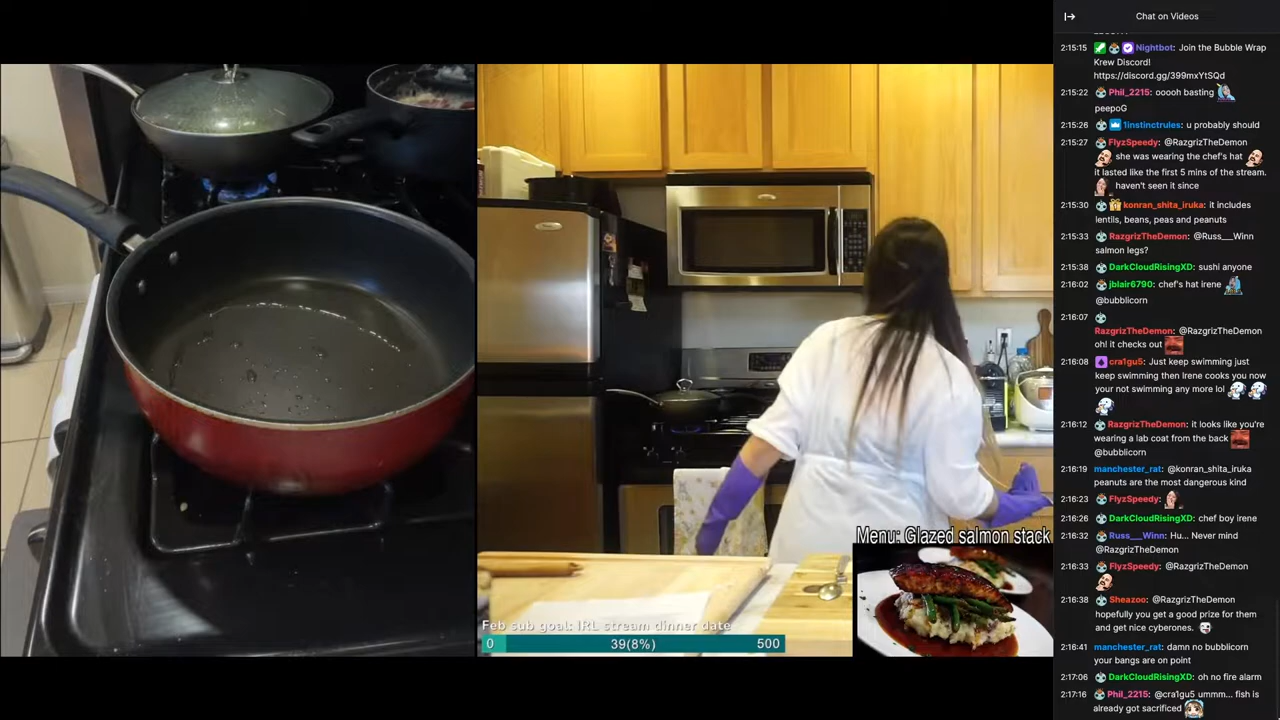 Chat on Videos
2:15:15 Nightbot: Join the Bubble Wrap
Krew Discord!
https://discord.gg/399mxYtSQd
2:15:22 Phil_2215: ooooh basting
peepoG
2:15:26 1instinctrules: u probably should
2:15:27 FlyzSpeedy: @RazgrizTheDemon
she was wearing the chef's hat
it lasted like the first 5 mins of the stream.
haven't seen it since
2:15:30 konran_shita_iruka: it includes
lentils, beans, peas and peanuts
2:15:33 RazgrizTheDemon: @Russ___Winn
salmon legs?
2:15:38 DarkCloudRisingXD: sushi anyone
2:16:02 jblair6790: chef's hat irene
@bubblicorn
2:16:07
RazgrizTheDemon: @RazgrizTheDemon
oh! it checks out
2:16:08 cra1gu5: Just keep swimming just
keep swimming then Irene cooks you now
your not swimming any more lol
2:16:12 RazgrizTheDemon: it looks like you're
wearing a lab coat from the back
@bubblicorn
2:16:19 manchester_rat: @konran_shita_iruka
peanuts are the most dangerous kind
2:16:23 FlyzSpeedy:
2:16:26 DarkCloudRisingXD: chef boy irene
2:16:32 Russ___Winn: Hu... Never mind
@RazgrizTheDemon
2:16:33 FlyzSpeedy: @RazgrizTheDemon
2:16:38 Sheazoo: @RazgrizTheDemon
hopefully you get a good prize for them
and get nice cyberones.
2:16:41 manchester_rat: damn no bubblicorn
your bangs are on point
2:17:06 DarkCloudRisingXD: oh no fire alarm
2:17:16 Phil_2215: @cra1gu5 ummm... fish is
already got sacrificed
Menu: Glazed salmon stack
Feb sub goal: IRL stream dinner date
0 39(8%) 500